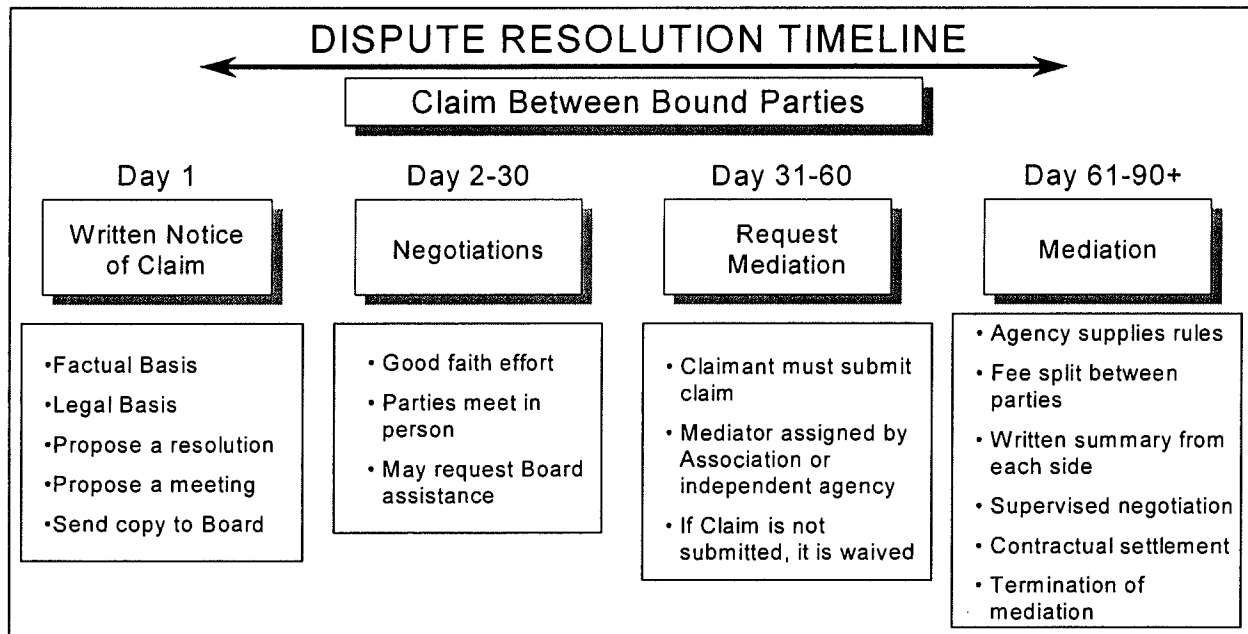 DISPUTE RESOLUTION TIMELINE
Claim Between Bound Parties
Day 1
Written Notice
of Claim
•Factual Basis
•Legal Basis
•Propose a resolution
•Propose a meeting
•Send copy to Board
Day 2-30
Negotiations
• Good faith effort
• Parties meet in
person
• May request Board
assistance
Day 31-60
Request
Mediation
• Claimant must submit
claim
• Mediator assigned by
Association or
independent agency
• If Claim is not
submitted, it is waived
Day 61-90+
Mediation
• Agency supplies rules
• Fee split between
parties
• Written summary from
each side
• Supervised negotiation
• Contractual settlement
• Termination of
mediation